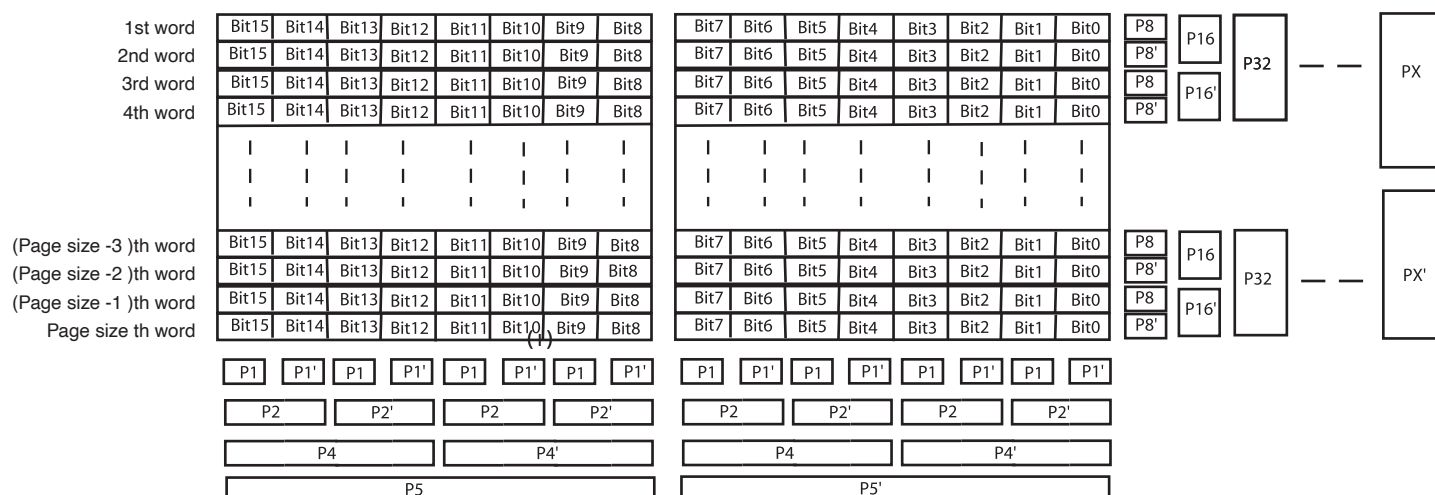 1st word Bit15 Bit14 Bit13 Bit12 Bit11 Bit10 Bit9 Bit8 Bit7 Bit6 Bit5 Bit4 Bit3 Bit2 Bit1 Bit0 P8 P16 P32 PX
2nd word Bit15 Bit14 Bit13 Bit12 Bit11 Bit10 Bit9 Bit8 Bit7 Bit6 Bit5 Bit4 Bit3 Bit2 Bit1 Bit0 P8'
3rd word Bit15 Bit14 Bit13 Bit12 Bit11 Bit10 Bit9 Bit8 Bit7 Bit6 Bit5 Bit4 Bit3 Bit2 Bit1 Bit0 P8 P16'
4th word Bit15 Bit14 Bit13 Bit12 Bit11 Bit10 Bit9 Bit8 Bit7 Bit6 Bit5 Bit4 Bit3 Bit2 Bit1 Bit0 P8'
(Page size -3 )th word Bit15 Bit14 Bit13 Bit12 Bit11 Bit10 Bit9 Bit8 Bit7 Bit6 Bit5 Bit4 Bit3 Bit2 Bit1 Bit0 P8 P16 P32 PX'
(Page size -2 )th word Bit15 Bit14 Bit13 Bit12 Bit11 Bit10 Bit9 Bit8 Bit7 Bit6 Bit5 Bit4 Bit3 Bit2 Bit1 Bit0 P8'
(Page size -1 )th word Bit15 Bit14 Bit13 Bit12 Bit11 Bit10 Bit9 Bit8 Bit7 Bit6 Bit5 Bit4 Bit3 Bit2 Bit1 Bit0 P8 P16'
Page size th word Bit15 Bit14 Bit13 Bit12 Bit11 Bit10 Bit9 Bit8 Bit7 Bit6 Bit5 Bit4 Bit3 Bit2 Bit1 Bit0 P8'
P1 P1' P1 P1' P1 P1' P1 P1' P1 P1' P1 P1' P1 P1' P1 P1'
P2 P2' P2 P2' P2 P2' P2 P2'
P4 P4' P4 P4'
P5 P5'